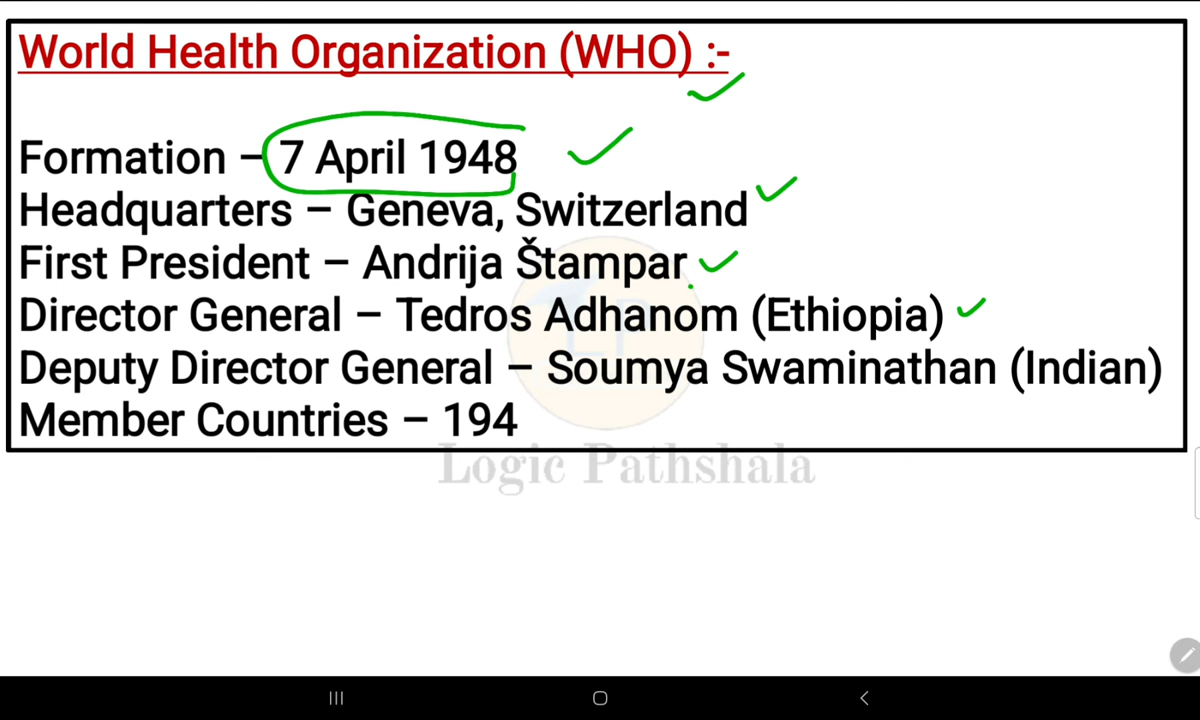 World Health Organization (WHO) :-
Formation – 7 April 1948
Headquarters – Geneva, Switzerland
First President – Andrija Štampar
Director General – Tedros Adhanom (Ethiopia)
Deputy Director General – Soumya Swaminathan (Indian)
Member Countries – 194
LP
Logic Pathshala